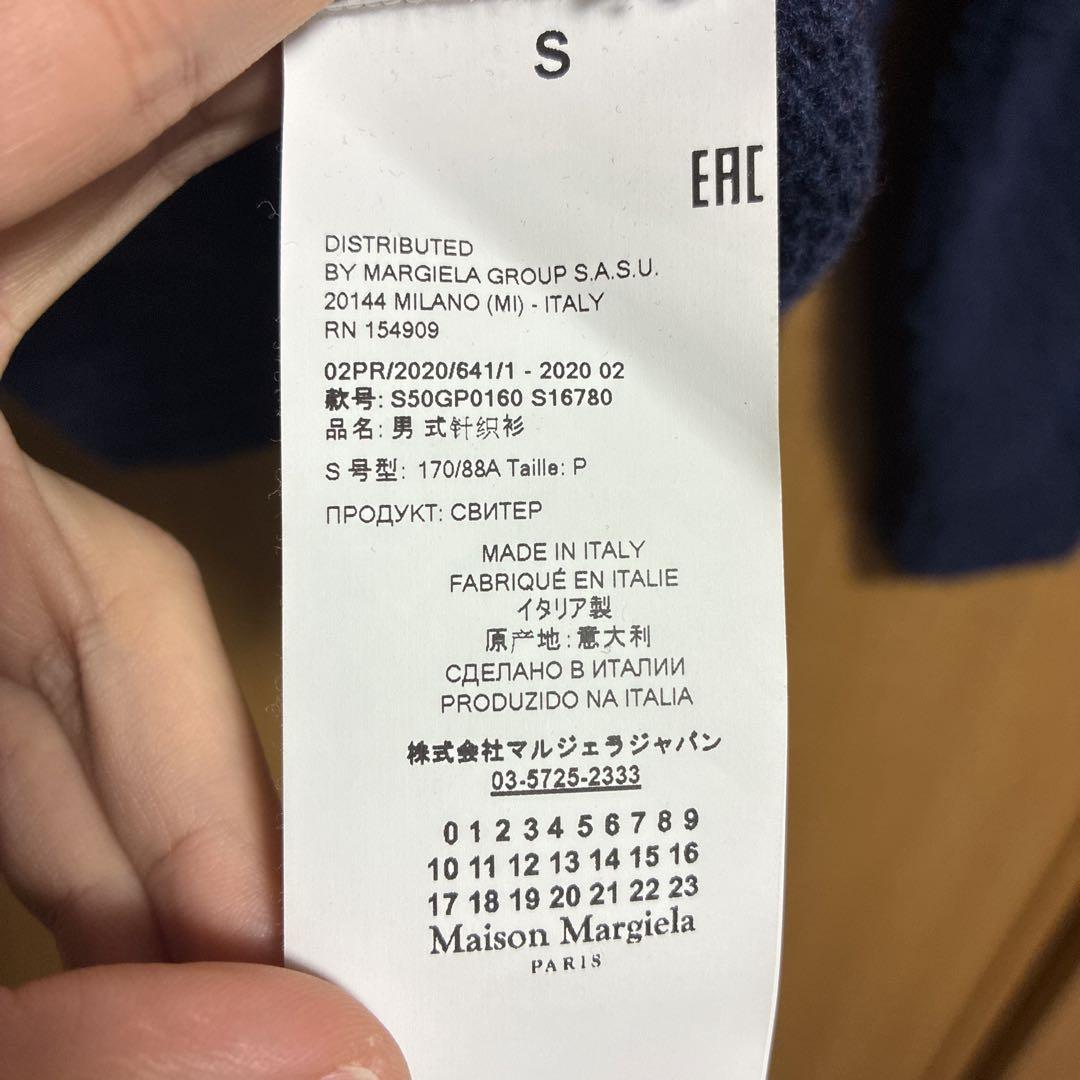 S
EAC
DISTRIBUTED
BY MARGIELA GROUP S.A.S.U.
20144 MILANO (MI) - ITALY
RN 154909
02PR/2020/641/1 - 2020 02
款号: S50GP0160 S16780
品名: 男 式针织衫
S 号型: 170/88A Taille: P
ПРОДУКТ: СВИТЕР
MADE IN ITALY
FABRIQUÉ EN ITALIE
イタリア製
原产地:意大利
СДЕЛАНО В ИТАЛИИ
PRODUZIDO NA ITALIA
株式会社マルジェラジャパン
03-5725-2333
0 1 2 3 4 5 6 7 8 9
10 11 12 13 14 15 16
17 18 19 20 21 22 23
Maison Margiela
PARIS